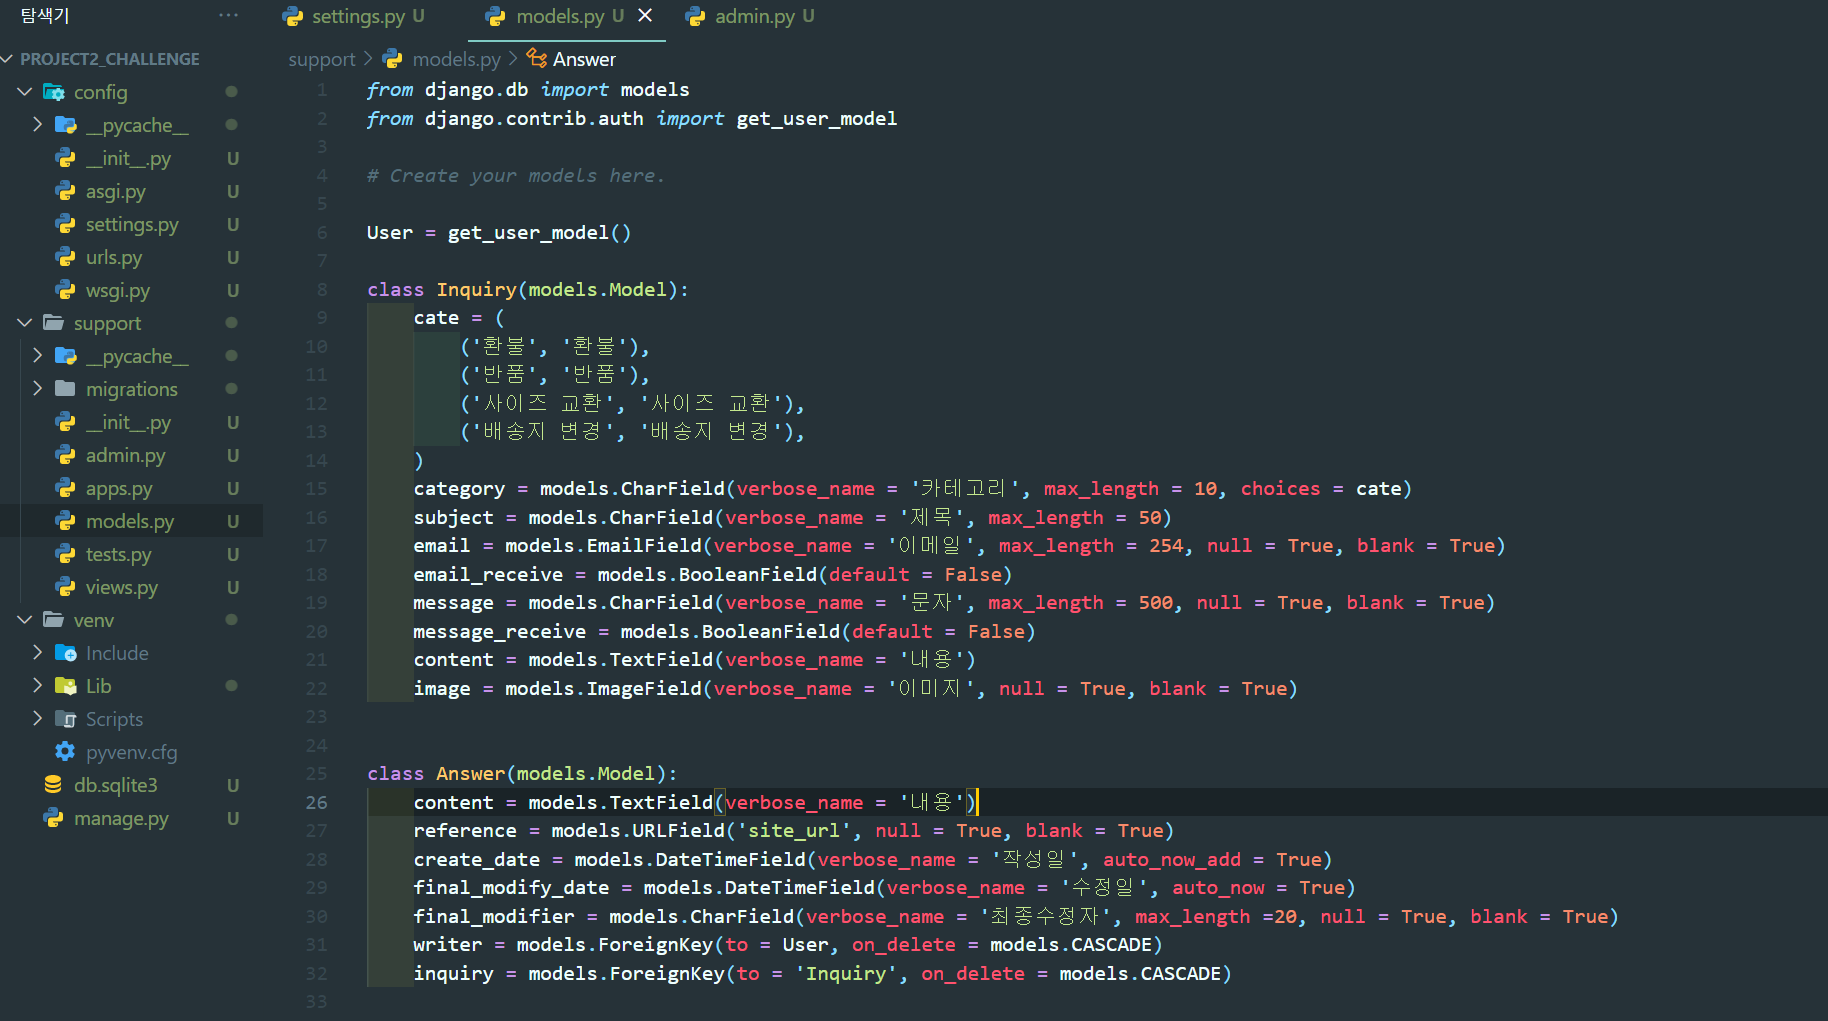 탐색기 ···
PROJECT2_CHALLENGE
config
__pycache__
__init__.py U
asgi.py U
settings.py U
urls.py U
wsgi.py U
support
__pycache__
migrations
__init__.py U
admin.py U
apps.py U
models.py U
tests.py U
views.py U
venv
Include
Lib
Scripts
pyvenv.cfg
db.sqlite3 U
manage.py U
settings.py U models.py U × admin.py U
support > models.py > Answer
1 from django.db import models
2 from django.contrib.auth import get_user_model
3
4 # Create your models here.
5
6 User = get_user_model()
7
8 class Inquiry(models.Model):
9 cate = (
10 ('환불', '환불'),
11 ('반품', '반품'),
12 ('사이즈 교환', '사이즈 교환'),
13 ('배송지 변경', '배송지 변경'),
14 )
15 category = models.CharField(verbose_name = '카테고리', max_length = 10, choices = cate)
16 subject = models.CharField(verbose_name = '제목', max_length = 50)
17 email = models.EmailField(verbose_name = '이메일', max_length = 254, null = True, blank = True)
18 email_receive = models.BooleanField(default = False)
19 message = models.CharField(verbose_name = '문자', max_length = 500, null = True, blank = True)
20 message_receive = models.BooleanField(default = False)
21 content = models.TextField(verbose_name = '내용')
22 image = models.ImageField(verbose_name = '이미지', null = True, blank = True)
23
24
25 class Answer(models.Model):
26 content = models.TextField(verbose_name = '내용')
27 reference = models.URLField('site_url', null = True, blank = True)
28 create_date = models.DateTimeField(verbose_name = '작성일', auto_now_add = True)
29 final_modify_date = models.DateTimeField(verbose_name = '수정일', auto_now = True)
30 final_modifier = models.CharField(verbose_name = '최종수정자', max_length =20, null = True, blank = True)
31 writer = models.ForeignKey(to = User, on_delete = models.CASCADE)
32 inquiry = models.ForeignKey(to = 'Inquiry', on_delete = models.CASCADE)
33